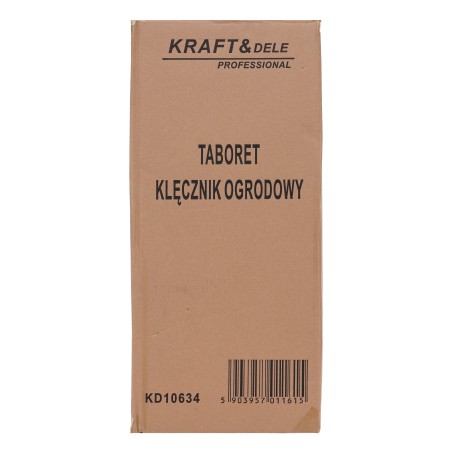 KRAFT&DELE
PROFESSIONAL
TABORET
KLĘCZNIK OGRODOWY
KD10634
5 903957 011615